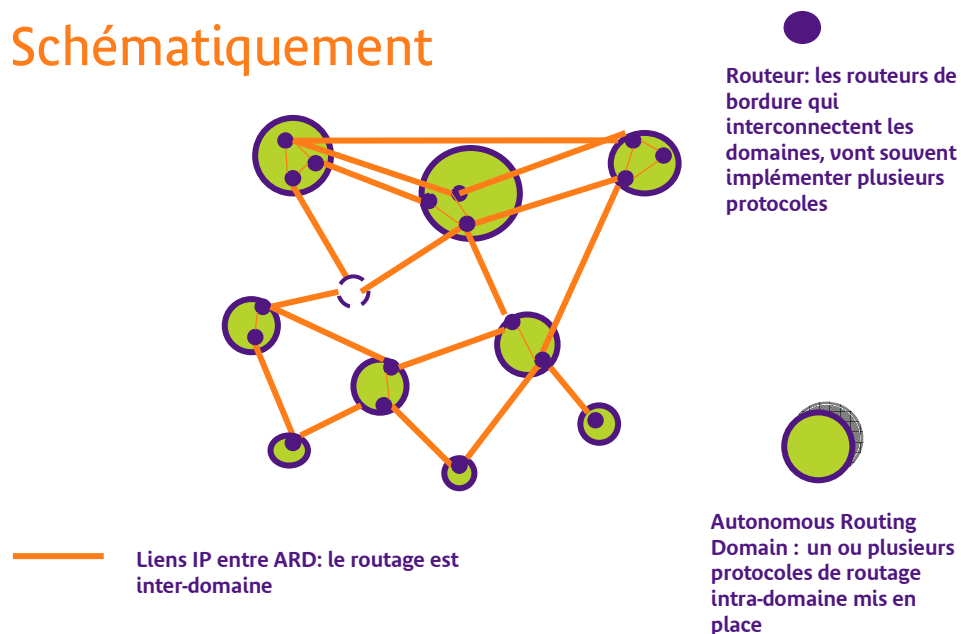 Schématiquement
Routeur: les routeurs de
bordure qui
interconnectent les
domaines, vont souvent
implémenter plusieurs
protocoles
Autonomous Routing
Domain : un ou plusieurs
protocoles de routage
intra-domaine mis en
place
Liens IP entre ARD: le routage est
inter-domaine